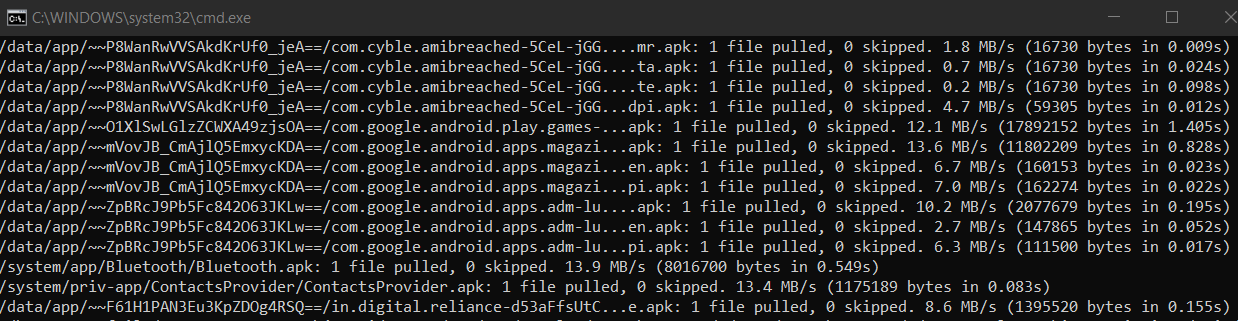 C:\WINDOWS\system32\cmd.exe
/data/app/~~P8WanRwVVSAkdKrUf0_jeA==/com.cyble.amibreached-5CeL-jGG....mr.apk: 1 file pulled, 0 skipped. 1.8 MB/s (16730 bytes in 0.009s)
/data/app/~~P8WanRwVVSAkdKrUf0_jeA==/com.cyble.amibreached-5CeL-jGG....ta.apk: 1 file pulled, 0 skipped. 0.7 MB/s (16730 bytes in 0.024s)
/data/app/~~P8WanRwVVSAkdKrUf0_jeA==/com.cyble.amibreached-5CeL-jGG....te.apk: 1 file pulled, 0 skipped. 0.2 MB/s (16730 bytes in 0.098s)
/data/app/~~P8WanRwVVSAkdKrUf0_jeA==/com.cyble.amibreached-5CeL-jGG....dpi.apk: 1 file pulled, 0 skipped. 4.7 MB/s (59305 bytes in 0.012s)
/data/app/~~O1XlSwLGlzZCWXA49zjsOA==/com.google.android.play.games-...apk: 1 file pulled, 0 skipped. 12.1 MB/s (17892152 bytes in 1.405s)
/data/app/~~mVovJB_CmAjlQ5EmxycKDA==/com.google.android.apps.magazi...apk: 1 file pulled, 0 skipped. 13.6 MB/s (11802209 bytes in 0.828s)
/data/app/~~mVovJB_CmAjlQ5EmxycKDA==/com.google.android.apps.magazi...en.apk: 1 file pulled, 0 skipped. 6.7 MB/s (160153 bytes in 0.023s)
/data/app/~~mVovJB_CmAjlQ5EmxycKDA==/com.google.android.apps.magazi...pi.apk: 1 file pulled, 0 skipped. 7.0 MB/s (162274 bytes in 0.022s)
/data/app/~~ZpBRcJ9Pb5Fc842O63JKLw==/com.google.android.apps.adm-lu....apk: 1 file pulled, 0 skipped. 10.2 MB/s (2077679 bytes in 0.195s)
/data/app/~~ZpBRcJ9Pb5Fc842O63JKLw==/com.google.android.apps.adm-lu...en.apk: 1 file pulled, 0 skipped. 2.7 MB/s (147865 bytes in 0.052s)
/data/app/~~ZpBRcJ9Pb5Fc842O63JKLw==/com.google.android.apps.adm-lu...pi.apk: 1 file pulled, 0 skipped. 6.3 MB/s (111500 bytes in 0.017s)
/system/app/Bluetooth/Bluetooth.apk: 1 file pulled, 0 skipped. 13.9 MB/s (8016700 bytes in 0.549s)
/system/priv-app/ContactsProvider/ContactsProvider.apk: 1 file pulled, 0 skipped. 13.4 MB/s (1175189 bytes in 0.083s)
/data/app/~~F61H1PAN3Eu3KpZDOg4RSQ==/in.digital.reliance-d53aFfsUtC...e.apk: 1 file pulled, 0 skipped. 8.6 MB/s (1395520 bytes in 0.155s)